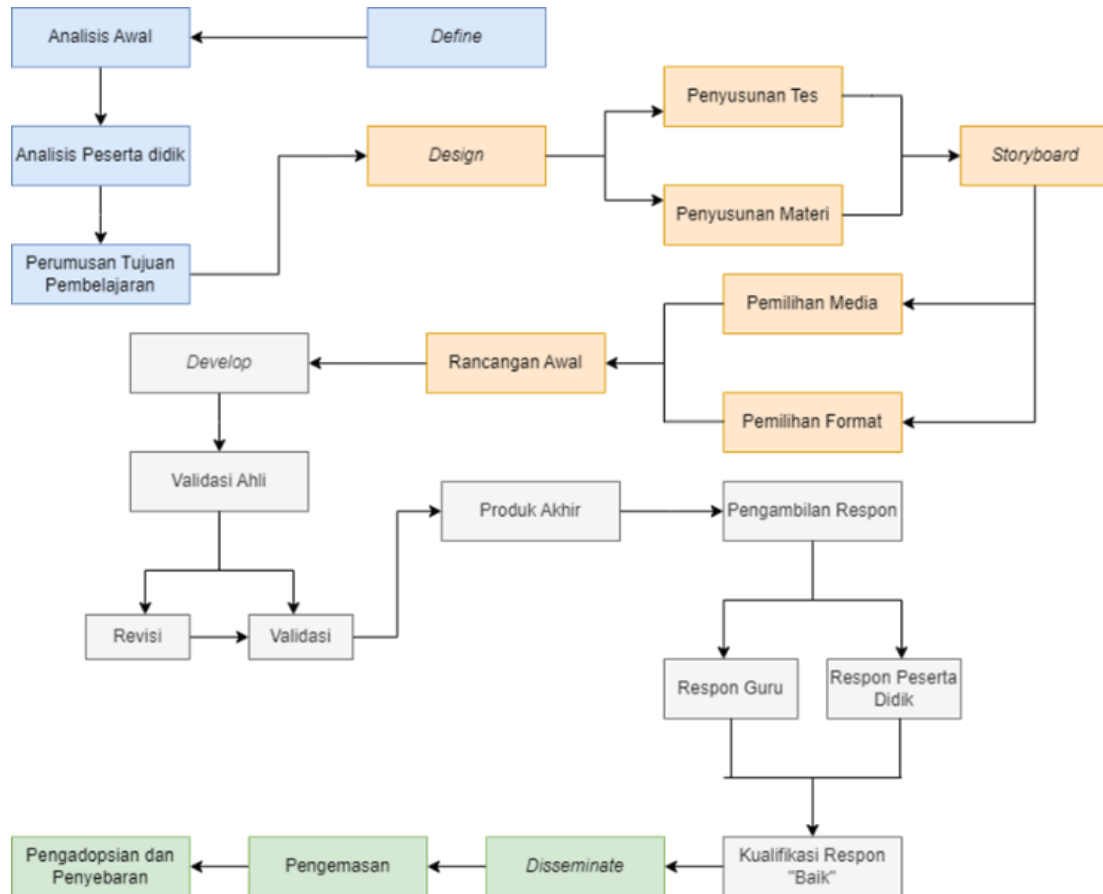 Analisis Awal
Define
Penyusunan Tes
Analisis Peserta didik
Design
Storyboard
Penyusunan Materi
Perumusan Tujuan
Pembelajaran
Pemilihan Media
Develop
Rancangan Awal
Pemilihan Format
Validasi Ahli
Produk Akhir
Pengambilan Respon
Revisi
Validasi
Respon Guru
Respon Peserta
Didik
Pengadopsian dan
Penyebaran
Pengemasan
Disseminate
Kualifikasi Respon
"Baik"